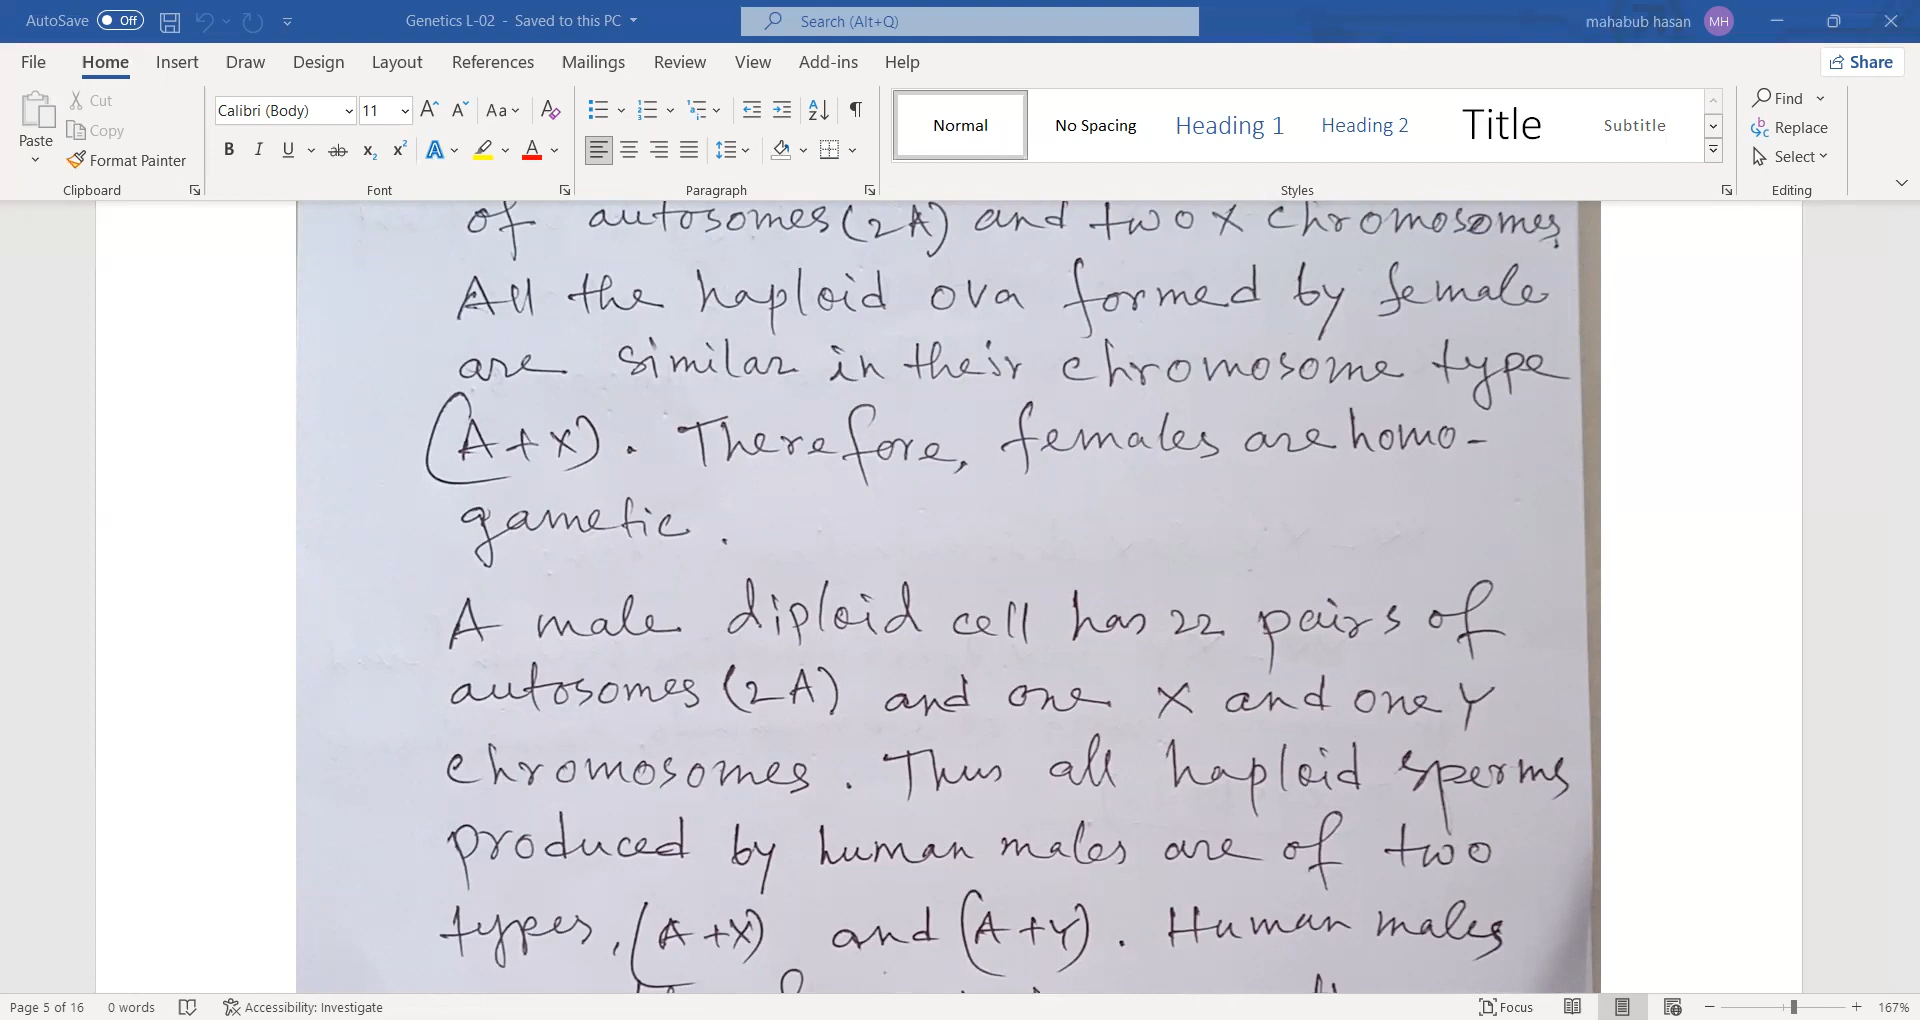 AutoSave Off Genetics L-02 - Saved to this PC Search (Alt+Q) mahabub hasan MH
File Home Insert Draw Design Layout References Mailings Review View Add-ins Help Share
Paste Cut Copy Format Painter
Calibri (Body) 11 Aa
B I U ab x₂ x² A A
Normal No Spacing Heading 1 Heading 2 Title Subtitle
Find Replace Select
Clipboard Font Paragraph Styles Editing
of autosomes (2A) and two X chromosomes.
All the haploid ova formed by female
are similar in their chromosome type
(A+X). Therefore, females are homo-
gametic.
A male diploid cell has 22 pairs of
autosomes (2A) and one X and one Y
chromosomes. Thus all haploid sperms
produced by human males are of two
types, (A+X) and (A+Y). Human males
Page 5 of 16 0 words Accessibility: Investigate Focus 167%